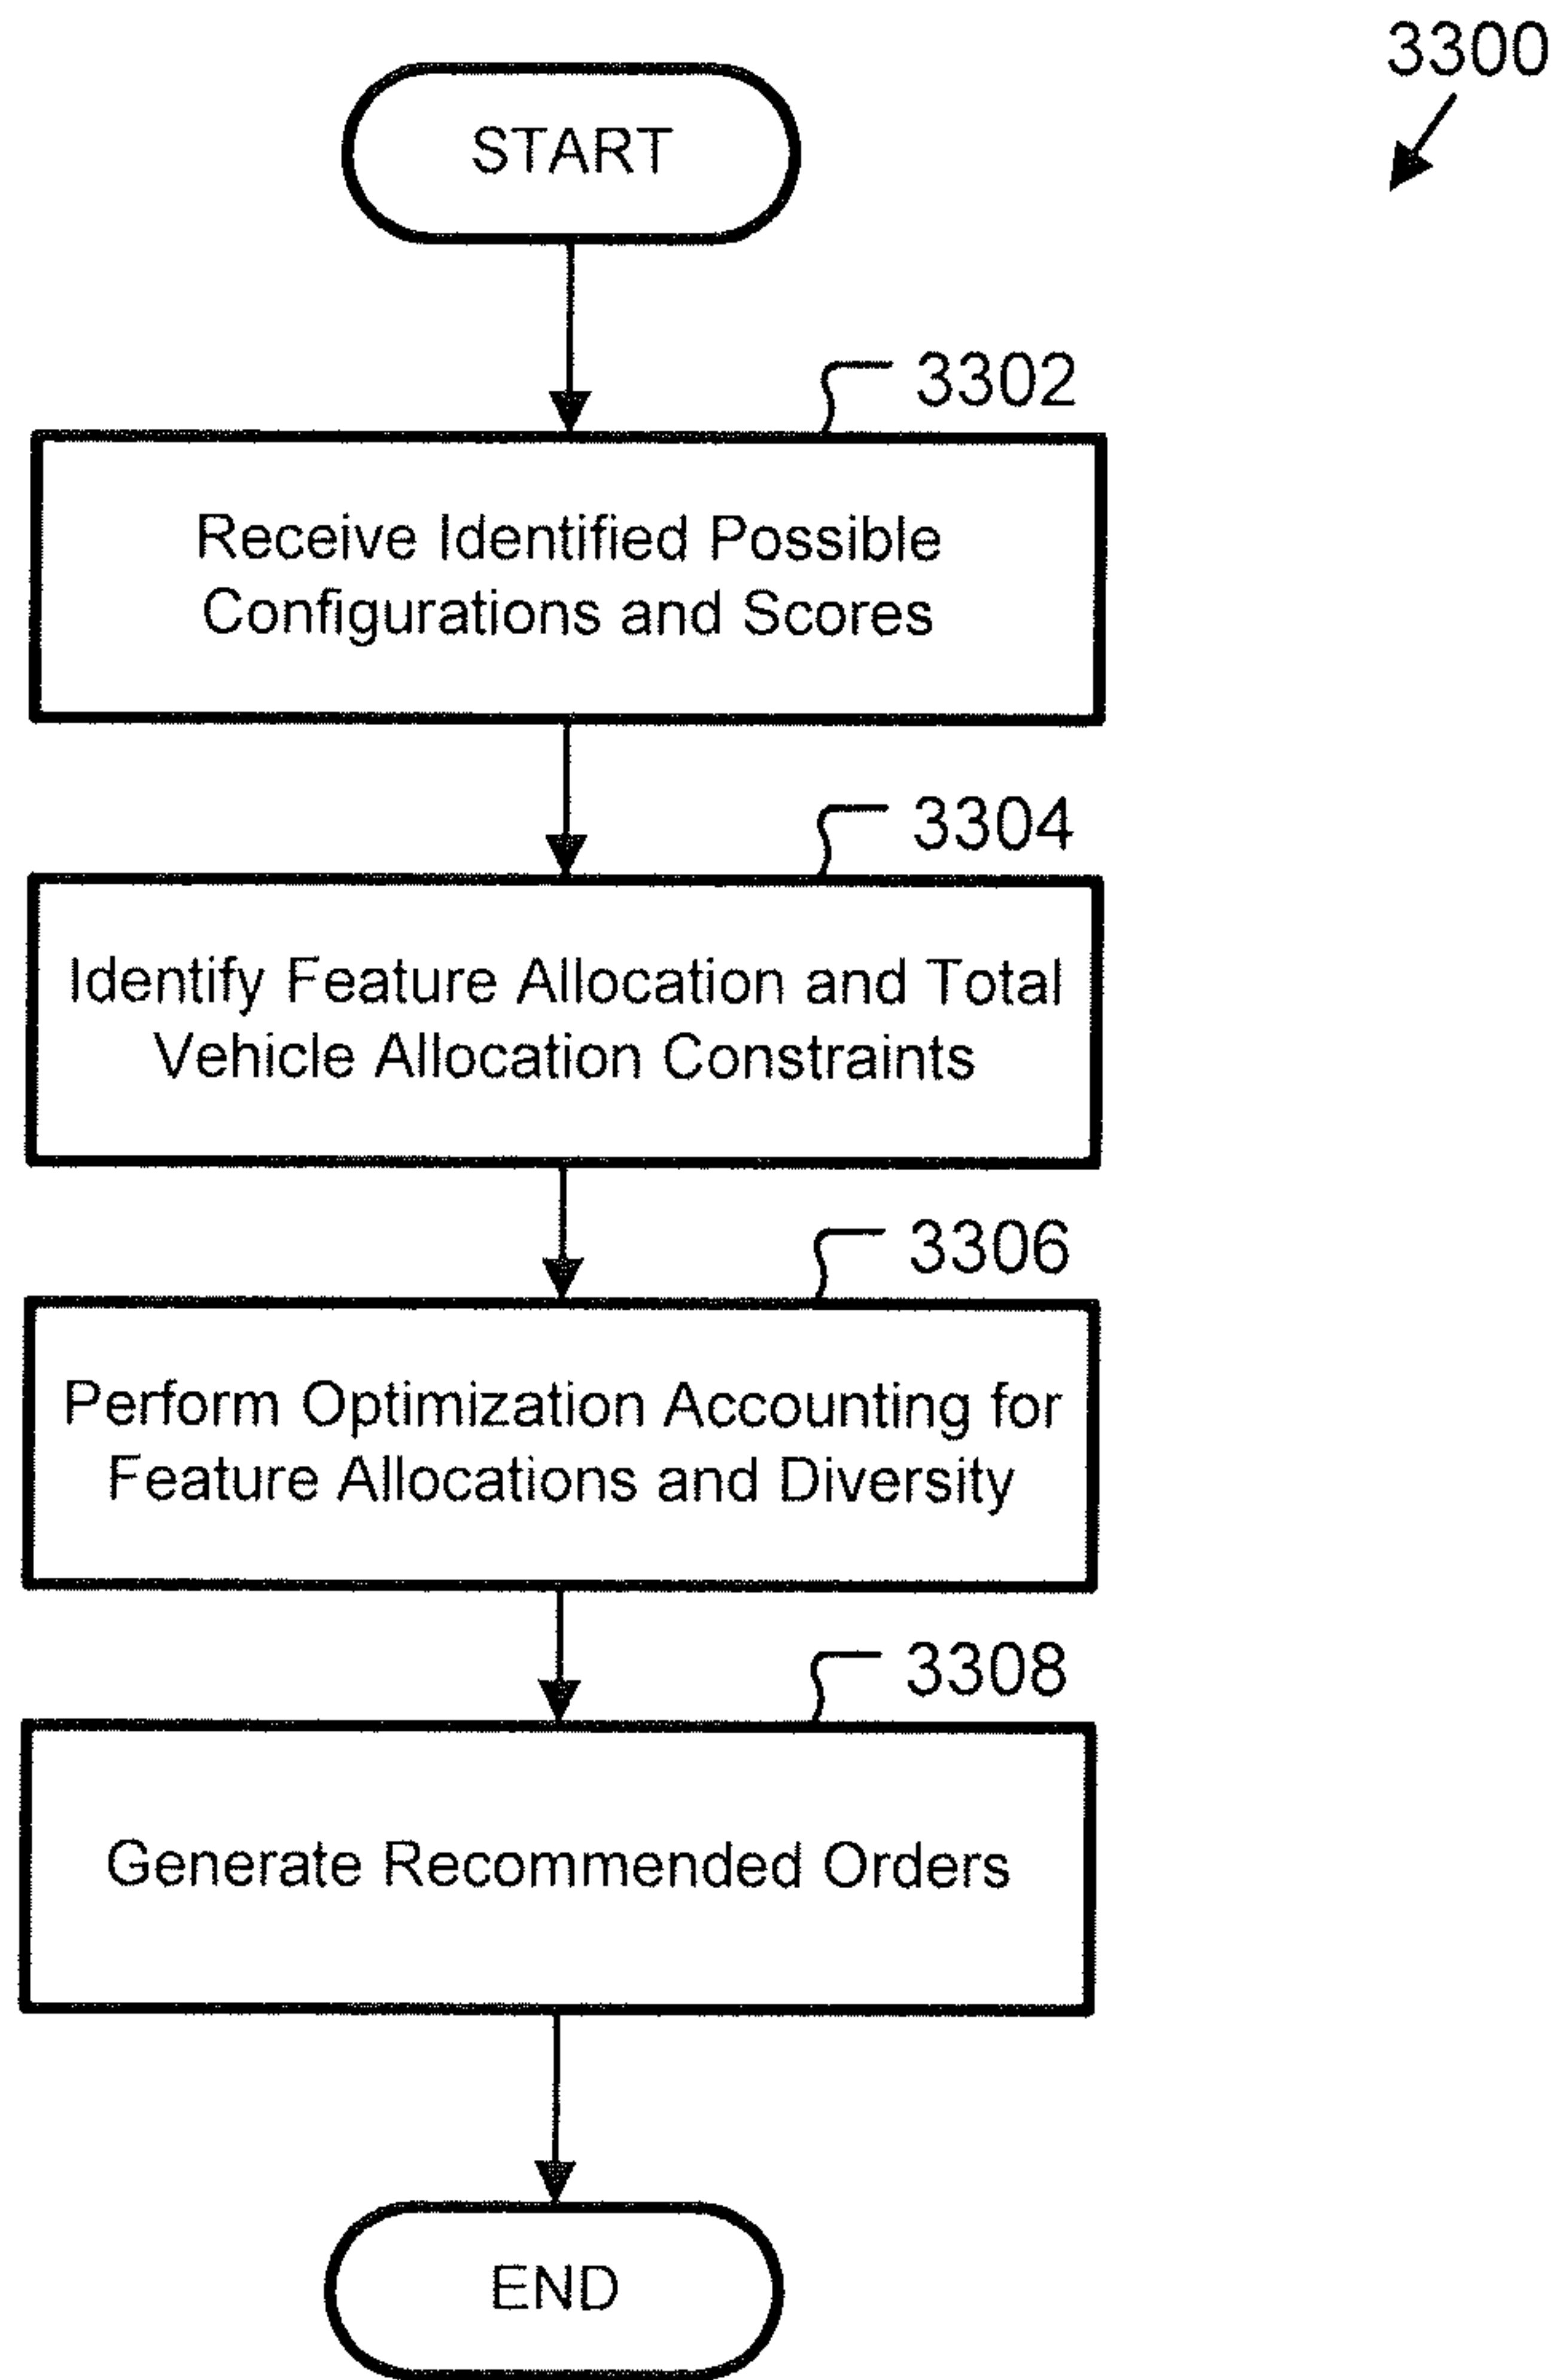 3300
START
3302
Receive Identified Possible
Configurations and Scores
3304
Identify Feature Allocation and Total
Vehicle Allocation Constraints
3306
Perform Optimization Accounting for
Feature Allocations and Diversity
3308
Generate Recommended Orders
END